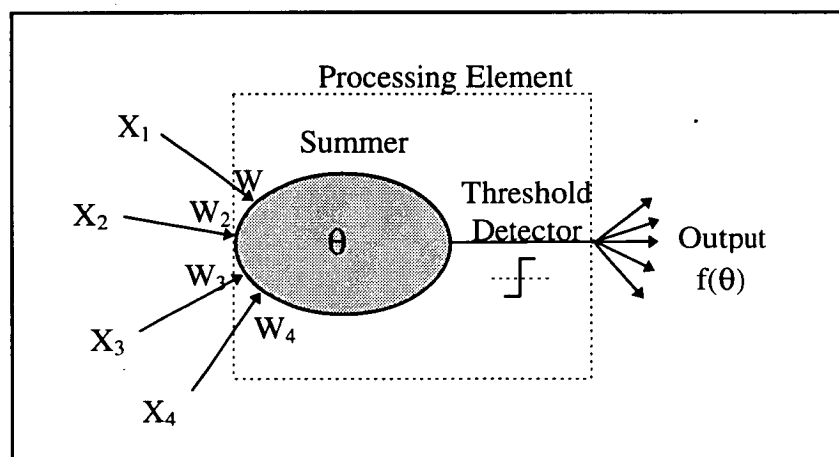 Processing Element
X₁
Summer
W
Threshold
X₂
W₂
θ
Detector
Output
W₃
f(θ)
X₃
W₄
X₄